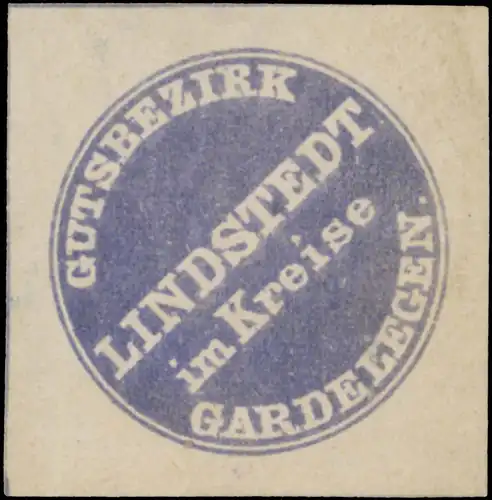 GUTSBEZIRK
LINDSTEDT
im Kreise
GARDELEGEN.